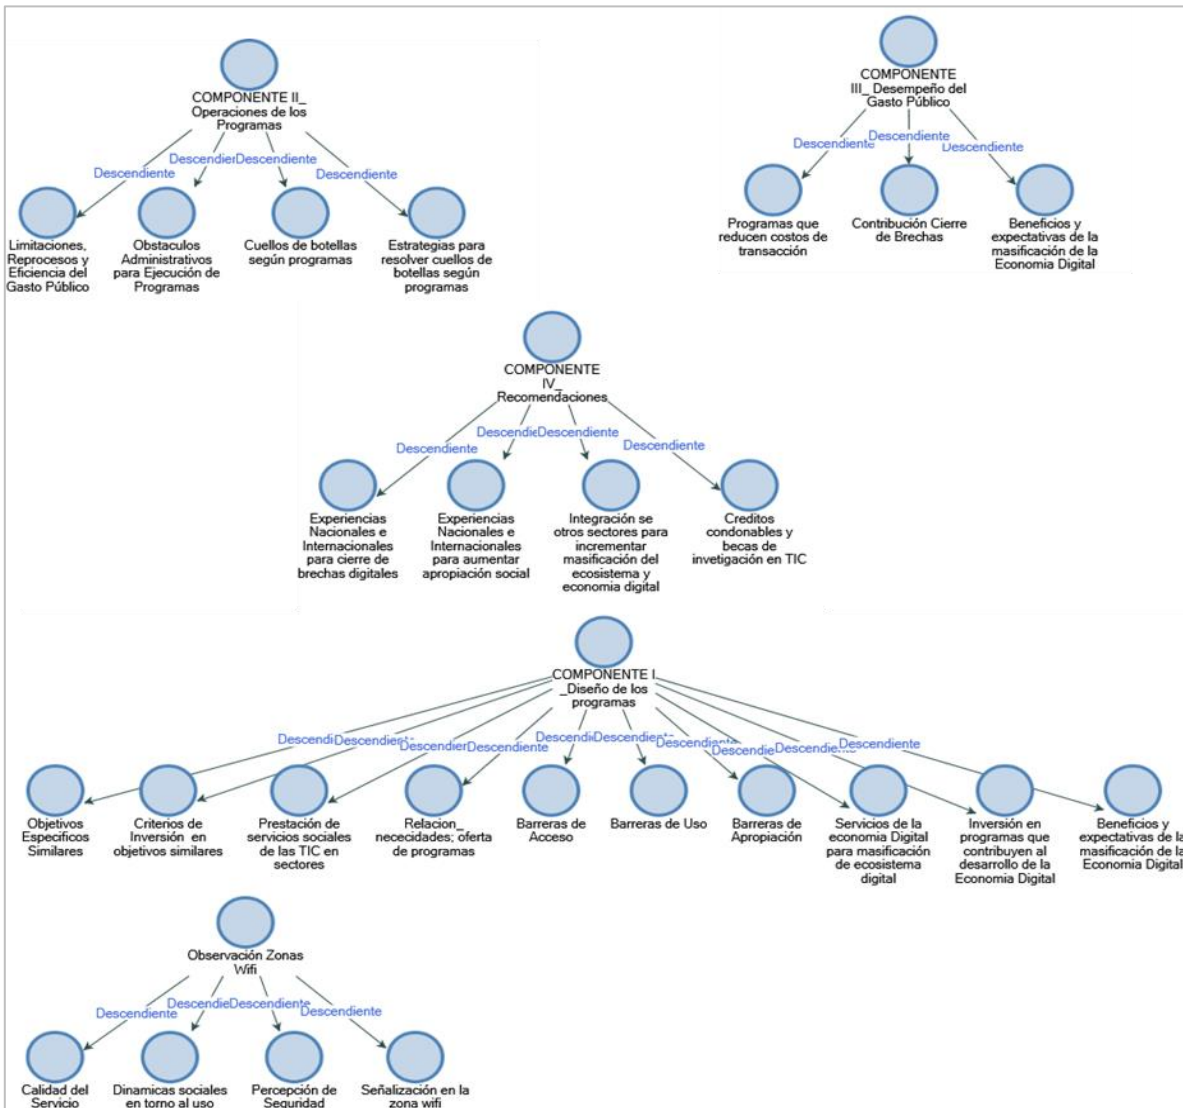 COMPONENTE II_
Operaciones de los
Programas
Descendiente
Descendiente
Descendiente
Descendiente
Limitaciones,
Reprocesos y
Eficiencia del
Gasto Público
Obstaculos
Administrativos
para Ejecución de
Programas
Cuellos de botellas
según programas
Estrategias para
resolver cuellos de
botellas según
programas
COMPONENTE
III_ Desempeño del
Gasto Público
Descendiente
Descendiente
Descendiente
Programas que
reducen costos de
transacción
Contribución Cierre
de Brechas
Beneficios y
expectativas de la
masificación de la
Economia Digital
COMPONENTE
IV_
Recomendaciones
Descendiente
Descendie
Descendiente
Descendiente
Experiencias
Nacionales e
Internacionales
para cierre de
brechas digitales
Experiencias
Nacionales e
Internacionales
para aumentar
apropiación social
Integración se
otros sectores para
incrementar
masificación del
ecosistema y
economia digital
Creditos
condonables y
becas de
invetigación en TIC
COMPONENTE I
_Diseño de los
programas
Descendi
Descendiente
Descendien
Descendiente
Descendi
Descendiente
Descendiente
Descendi
Descendiente
Descendiente
Objetivos
Especificos
Similares
Criterios de
Inversión en
objetivos similares
Prestación de
servicios sociales
de las TIC en
sectores
Relacion_
nececidades; oferta
de programas
Barreras de
Acceso
Barreras de Uso
Barreras de
Apropiación
Servicios de la
economia Digital
para masificación
de ecosistema
digital
Inversión en
programas que
contribuyen al
desarrollo de la
Economia Digital
Beneficios y
expectativas de la
masificación de la
Economia Digital
Observación Zonas
Wifi
Descendiente
Descendie
Descendiente
Descendiente
Calidad del
Servicio
Dinamicas sociales
en torno al uso
Percepción de
Seguridad
Señalización en la
zona wifi